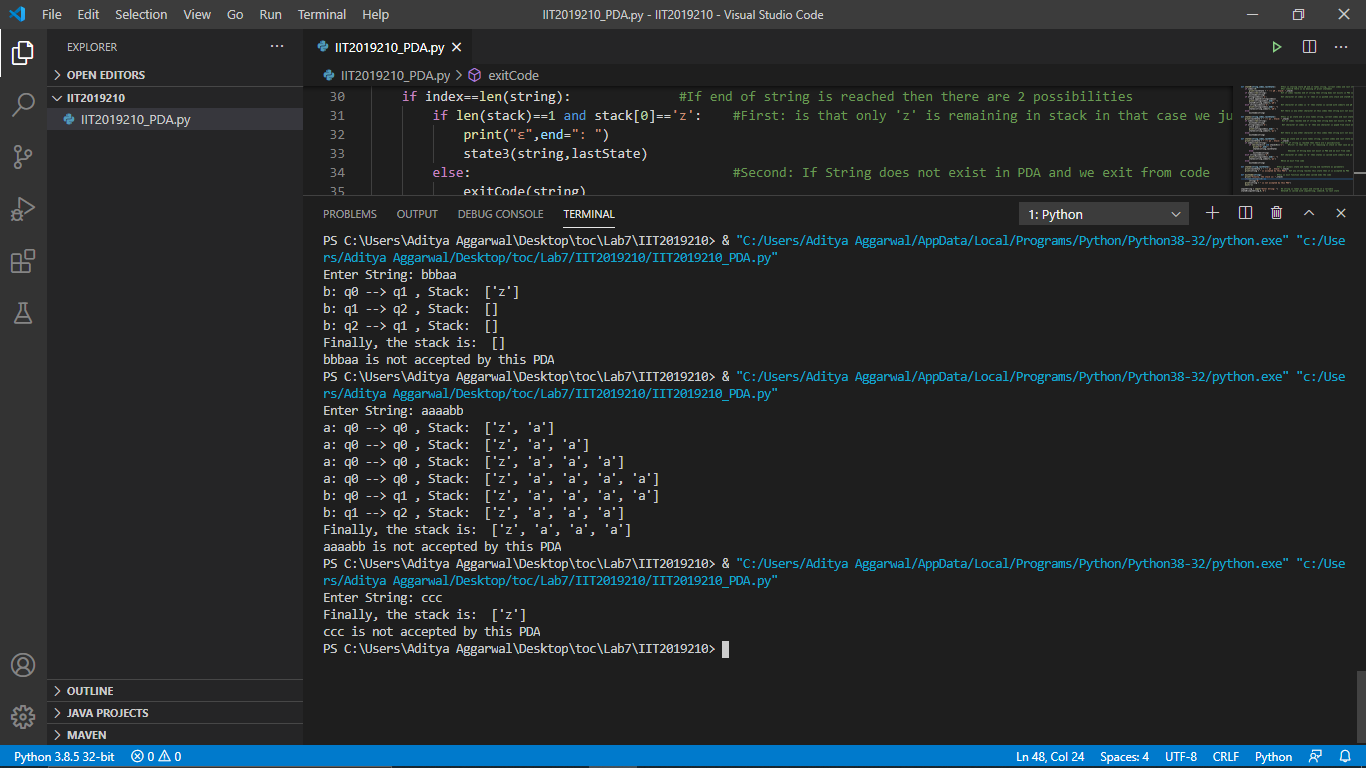 File Edit Selection View Go Run Terminal Help
IIT2019210_PDA.py - IIT2019210 - Visual Studio Code
EXPLORER
OPEN EDITORS
IIT2019210
IIT2019210_PDA.py
IIT2019210_PDA.py
IIT2019210_PDA.py > exitCode
30 if index==len(string): #If end of string is reached then there are 2 possibilities
31 if len(stack)==1 and stack[0]=='z': #First: is that only 'z' is remaining in stack in that case we ju
32 print("ε",end=": ")
33 state3(string,lastState)
34 else: #Second: If String does not exist in PDA and we exit from code
35 exitCode(string)
PROBLEMS OUTPUT DEBUG CONSOLE TERMINAL
1: Python
PS C:\Users\Aditya Aggarwal\Desktop\toc\Lab7\IIT2019210> & "C:/Users/Aditya Aggarwal/AppData/Local/Programs/Python/Python38-32/python.exe" "c:/Use
rs/Aditya Aggarwal/Desktop/toc/Lab7/IIT2019210/IIT2019210_PDA.py"
Enter String: bbbaa
b: q0 --> q1 , Stack:  ['z']
b: q1 --> q2 , Stack:  []
b: q2 --> q1 , Stack:  []
Finally, the stack is:  []
bbbaa is not accepted by this PDA
PS C:\Users\Aditya Aggarwal\Desktop\toc\Lab7\IIT2019210> & "C:/Users/Aditya Aggarwal/AppData/Local/Programs/Python/Python38-32/python.exe" "c:/Use
rs/Aditya Aggarwal/Desktop/toc/Lab7/IIT2019210/IIT2019210_PDA.py"
Enter String: aaaabb
a: q0 --> q0 , Stack:  ['z', 'a']
a: q0 --> q0 , Stack:  ['z', 'a', 'a']
a: q0 --> q0 , Stack:  ['z', 'a', 'a', 'a']
a: q0 --> q0 , Stack:  ['z', 'a', 'a', 'a', 'a']
b: q0 --> q1 , Stack:  ['z', 'a', 'a', 'a', 'a']
b: q1 --> q2 , Stack:  ['z', 'a', 'a', 'a']
Finally, the stack is:  ['z', 'a', 'a', 'a']
aaaabb is not accepted by this PDA
PS C:\Users\Aditya Aggarwal\Desktop\toc\Lab7\IIT2019210> & "C:/Users/Aditya Aggarwal/AppData/Local/Programs/Python/Python38-32/python.exe" "c:/Use
rs/Aditya Aggarwal/Desktop/toc/Lab7/IIT2019210/IIT2019210_PDA.py"
Enter String: ccc
Finally, the stack is:  ['z']
ccc is not accepted by this PDA
PS C:\Users\Aditya Aggarwal\Desktop\toc\Lab7\IIT2019210>
OUTLINE
JAVA PROJECTS
MAVEN
Python 3.8.5 32-bit 0 0 Ln 48, Col 24 Spaces: 4 UTF-8 CRLF Python